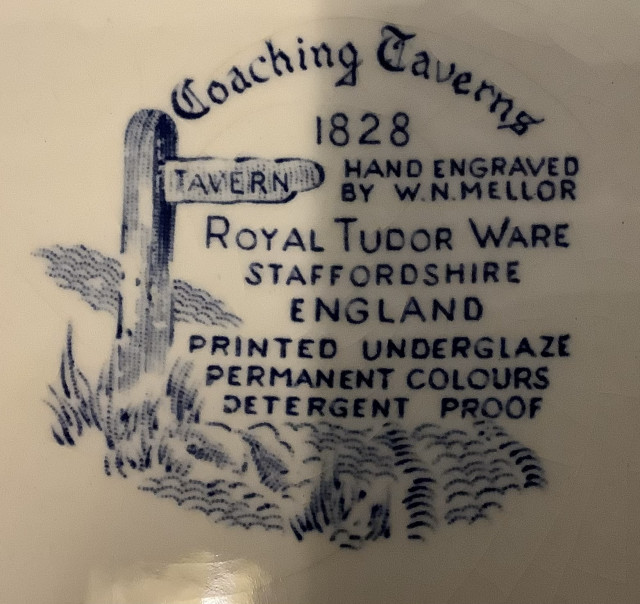 Coaching Taverns
1828
TAVERN
HAND ENGRAVED
BY W.N. MELLOR
ROYAL TUDOR WARE
STAFFORDSHIRE
ENGLAND
PRINTED UNDERGLAZE
PERMANENT COLOURS
DETERGENT PROOF